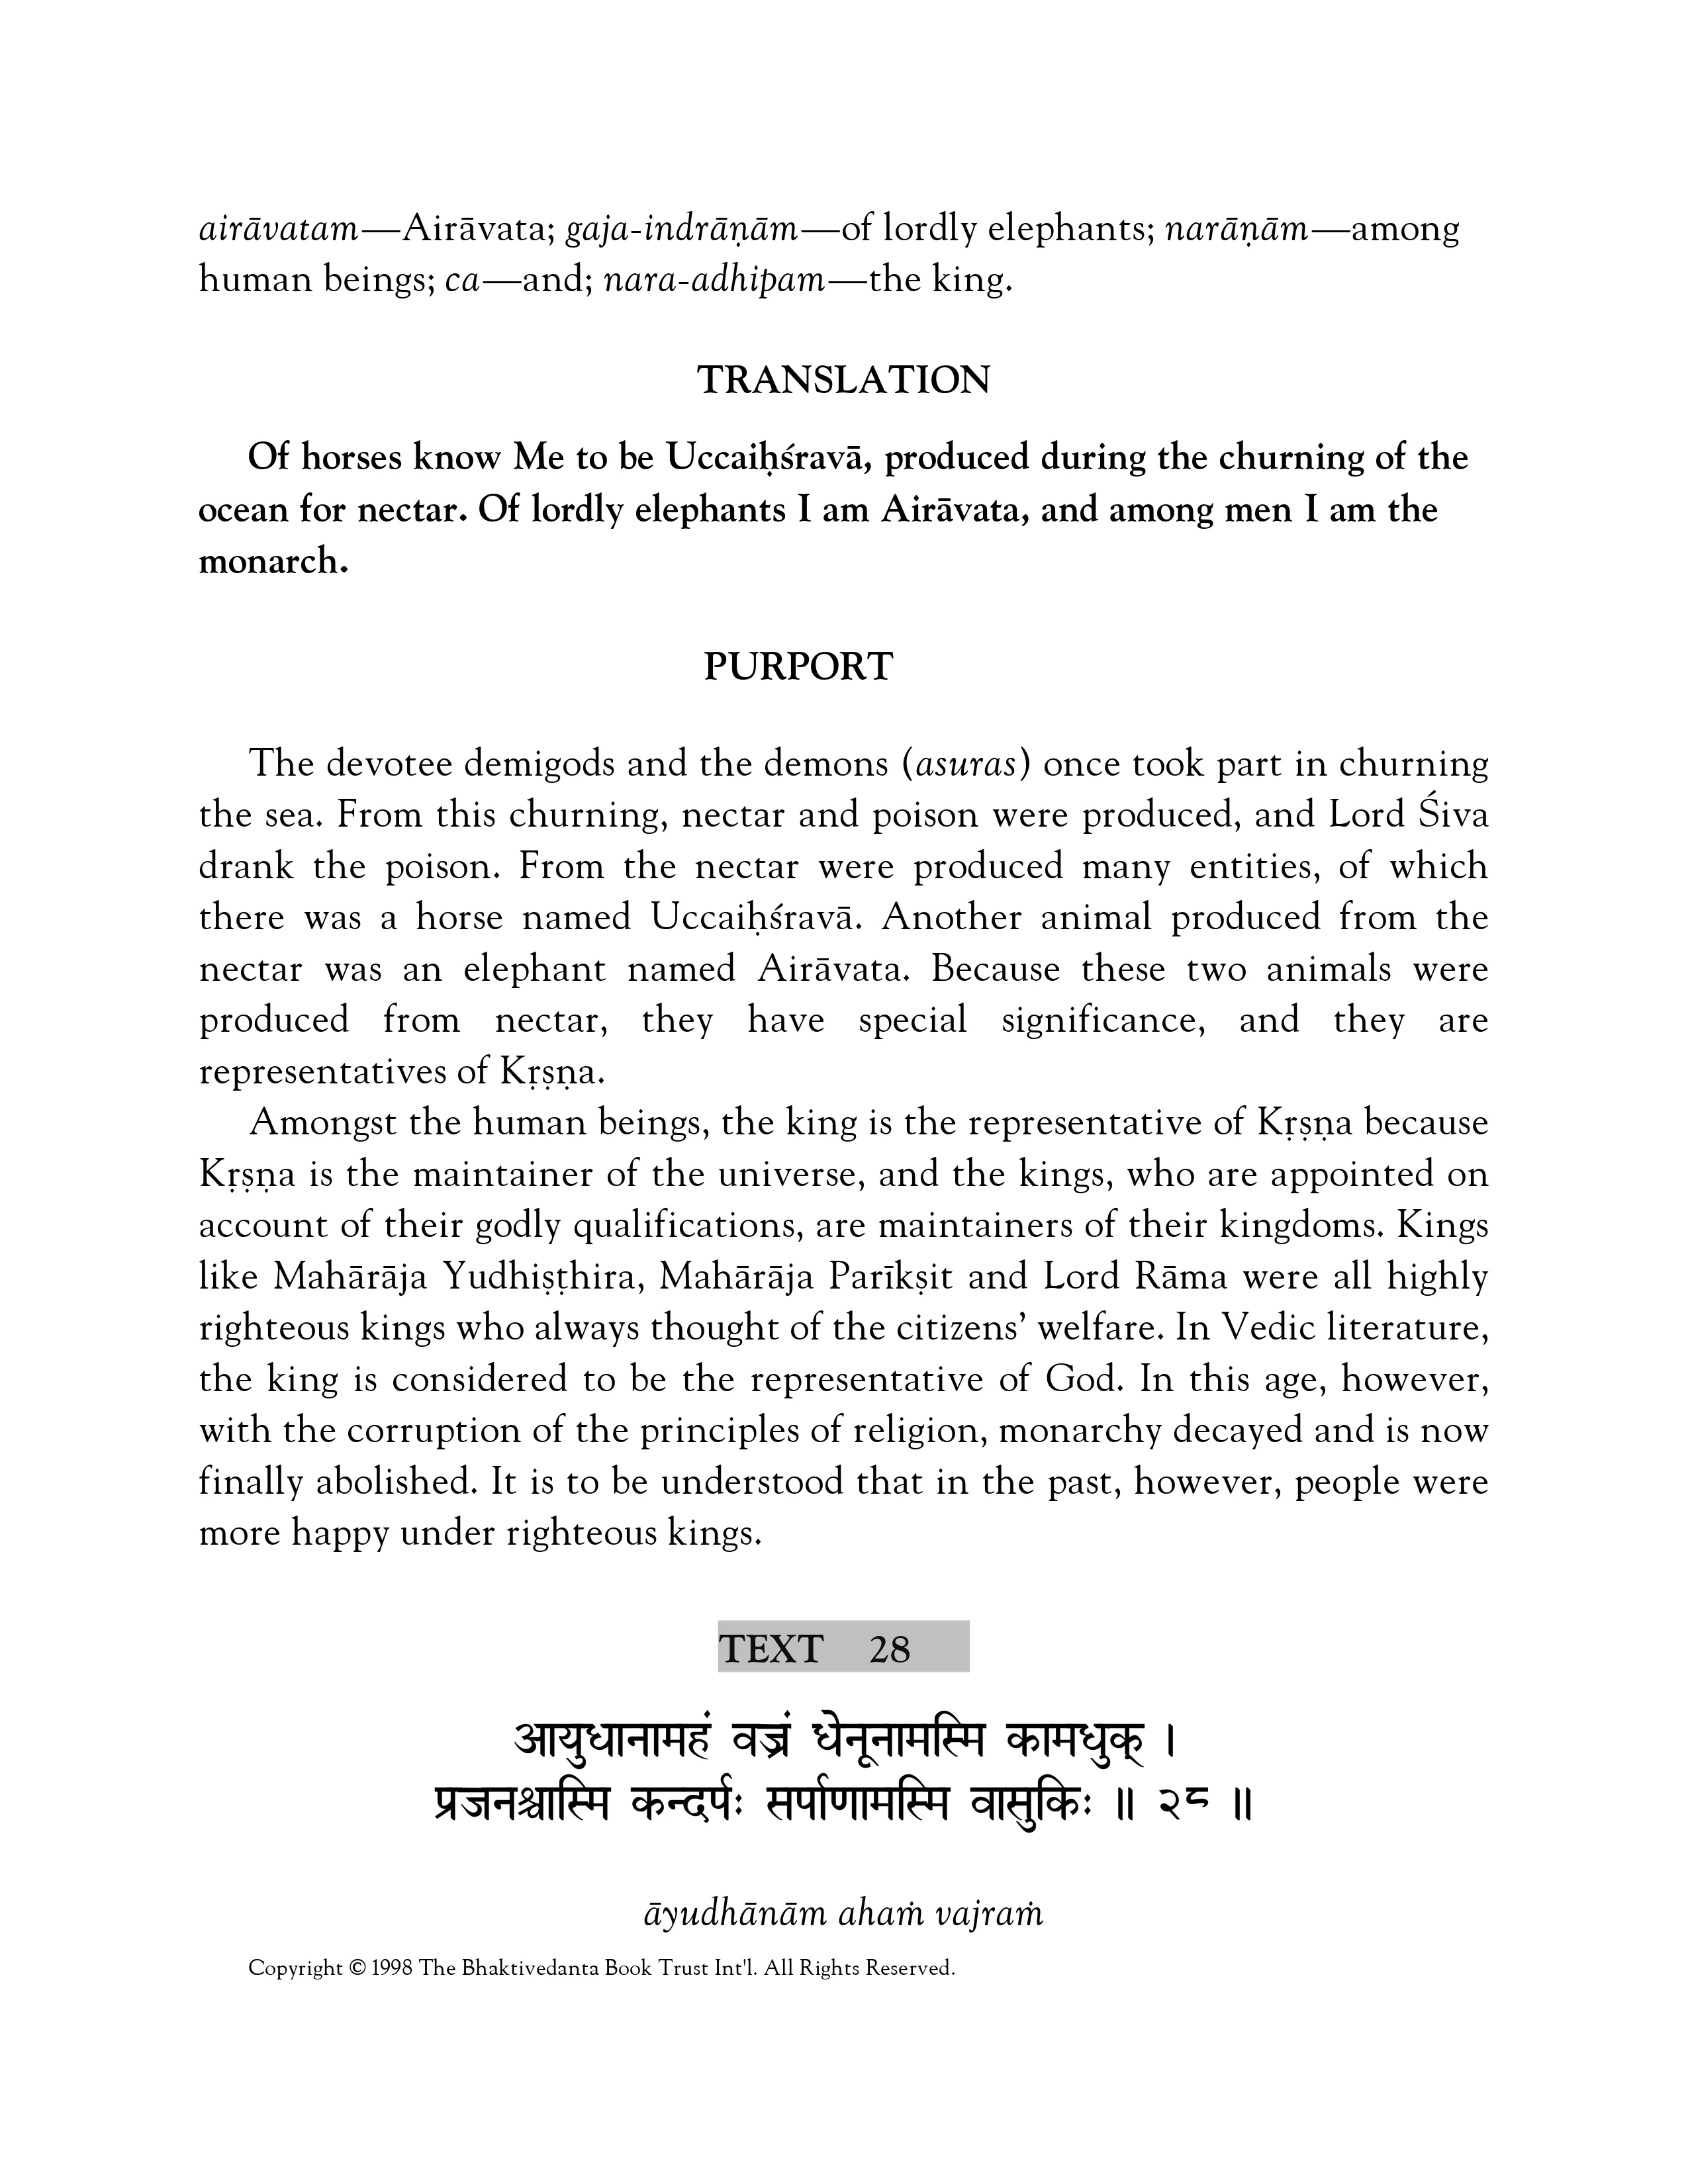 airāvatam—Airāvata; gaja-indrāṇām—of lordly elephants; narāṇām—among
human beings; ca—and; nara-adhipam—the king.
TRANSLATION
Of horses know Me to be Uccaiḥśravā, produced during the churning of the
ocean for nectar. Of lordly elephants I am Airāvata, and among men I am the
monarch.
PURPORT
The devotee demigods and the demons (asuras) once took part in churning
the sea. From this churning, nectar and poison were produced, and Lord Śiva
drank the poison. From the nectar were produced many entities, of which
there was a horse named Uccaiḥśravā. Another animal produced from the
nectar was an elephant named Airāvata. Because these two animals were
produced from nectar, they have special significance, and they are
representatives of Kṛṣṇa.
Amongst the human beings, the king is the representative of Kṛṣṇa because
Kṛṣṇa is the maintainer of the universe, and the kings, who are appointed on
account of their godly qualifications, are maintainers of their kingdoms. Kings
like Mahārāja Yudhiṣṭhira, Mahārāja Parīkṣit and Lord Rāma were all highly
righteous kings who always thought of the citizens’ welfare. In Vedic literature,
the king is considered to be the representative of God. In this age, however,
with the corruption of the principles of religion, monarchy decayed and is now
finally abolished. It is to be understood that in the past, however, people were
more happy under righteous kings.
TEXT 28
आयुधानामहं वज्रं धेनूनामस्मि कामधुक् ।
प्रजनश्चास्मि कन्दर्पः सर्पाणामस्मि वासुकिः ॥ २८ ॥
āyudhānām ahaṁ vajraṁ
Copyright © 1998 The Bhaktivedanta Book Trust Int'l. All Rights Reserved.